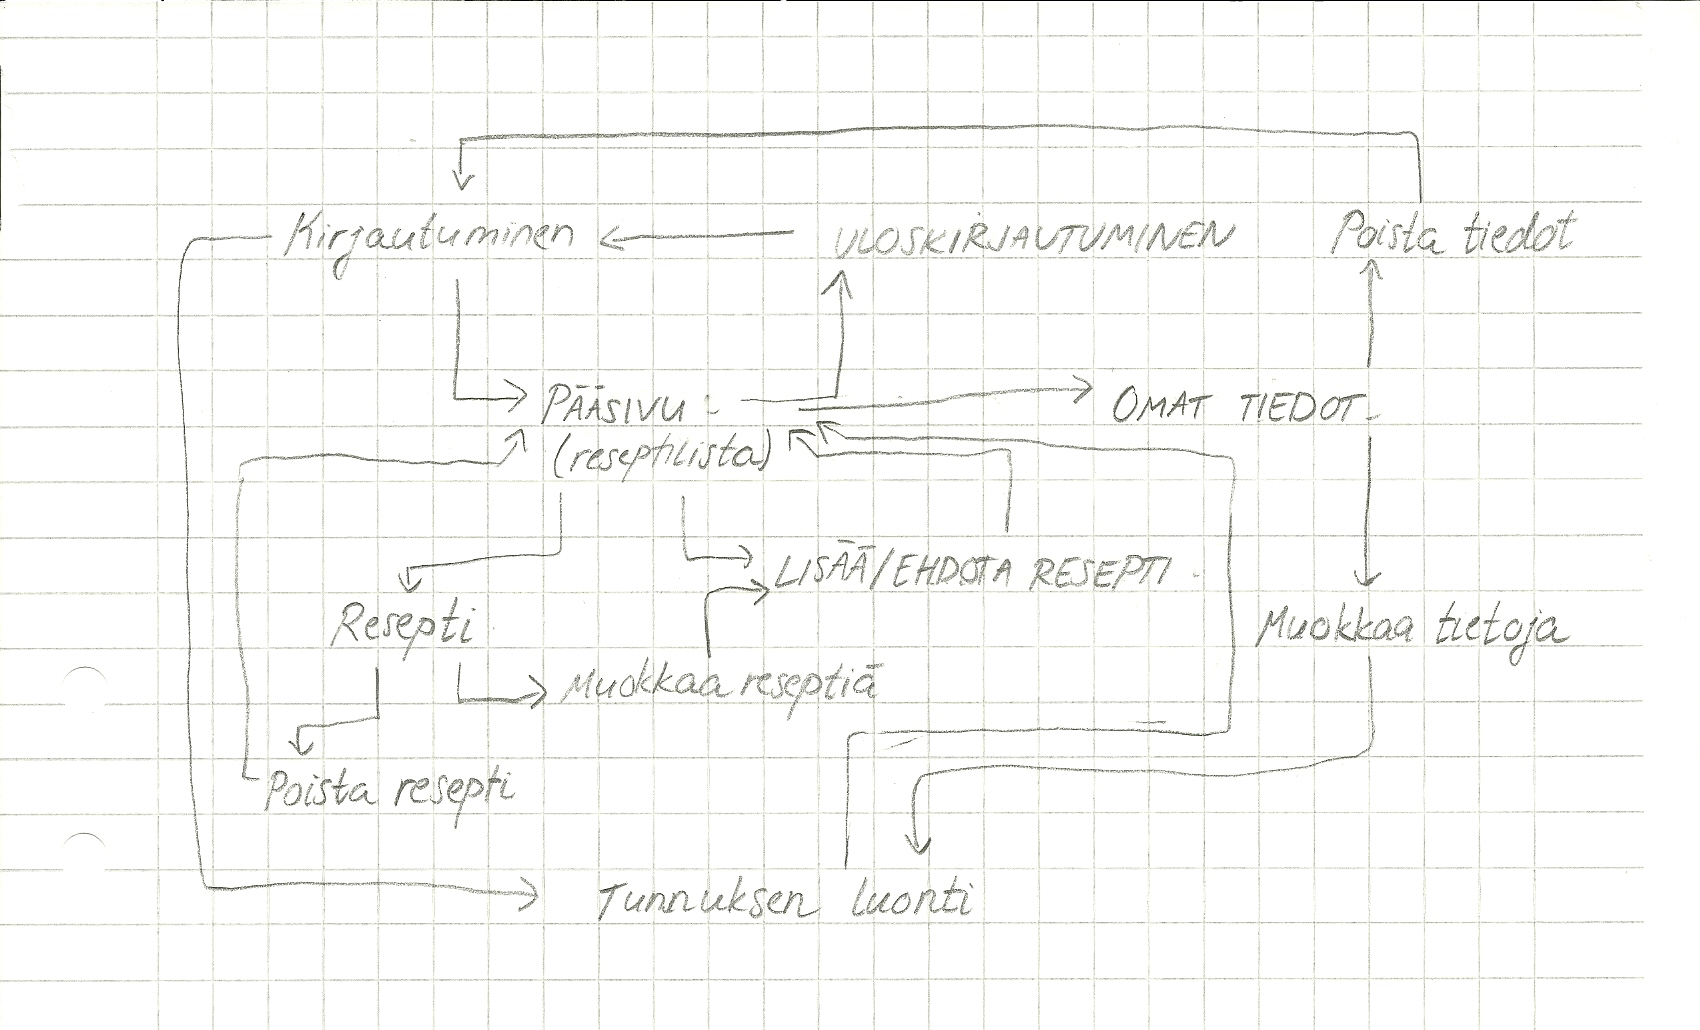 Kirjautuminen
ULOSKIRJAUTUMINEN
Poista tiedot
PÄÄSIVU
(reseptilista)
OMAT TIEDOT
LISÄÄ/EHDOTA RESEPTI
Resepti
Muokkaa tietoja
Muokkaa reseptiä
Poista resepti
Tunnuksen luonti